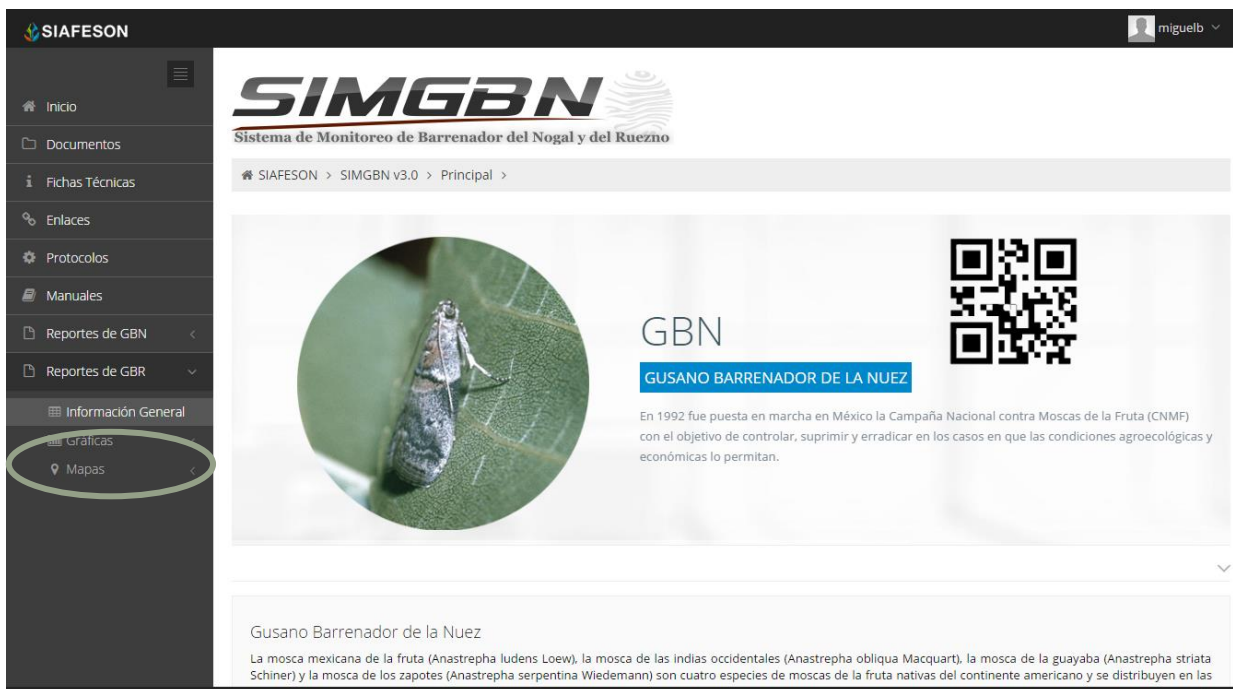 SIAFESON
miguelb
Inicio
Documentos
Fichas Técnicas
Enlaces
Protocolos
Manuales
Reportes de GBN
Reportes de GBR
Información General
Gráficas
Mapas
SIMGBN
Sistema de Monitoreo de Barrenador del Nogal y del Ruezno
SIAFESON > SIMGBN v3.0 > Principal >
GBN
GUSANO BARRENADOR DE LA NUEZ
En 1992 fue puesta en marcha en México la Campaña Nacional contra Moscas de la Fruta (CNMF)
con el objetivo de controlar, suprimir y erradicar en los casos en que las condiciones agroecológicas y
económicas lo permitan.
Gusano Barrenador de la Nuez
La mosca mexicana de la fruta (Anastrepha ludens Loew), la mosca de las indias occidentales (Anastrepha obliqua Macquart), la mosca de la guayaba (Anastrepha striata
Schiner) y la mosca de los zapotes (Anastrepha serpentina Wiedemann) son cuatro especies de moscas de la fruta nativas del continente americano y se distribuyen en las